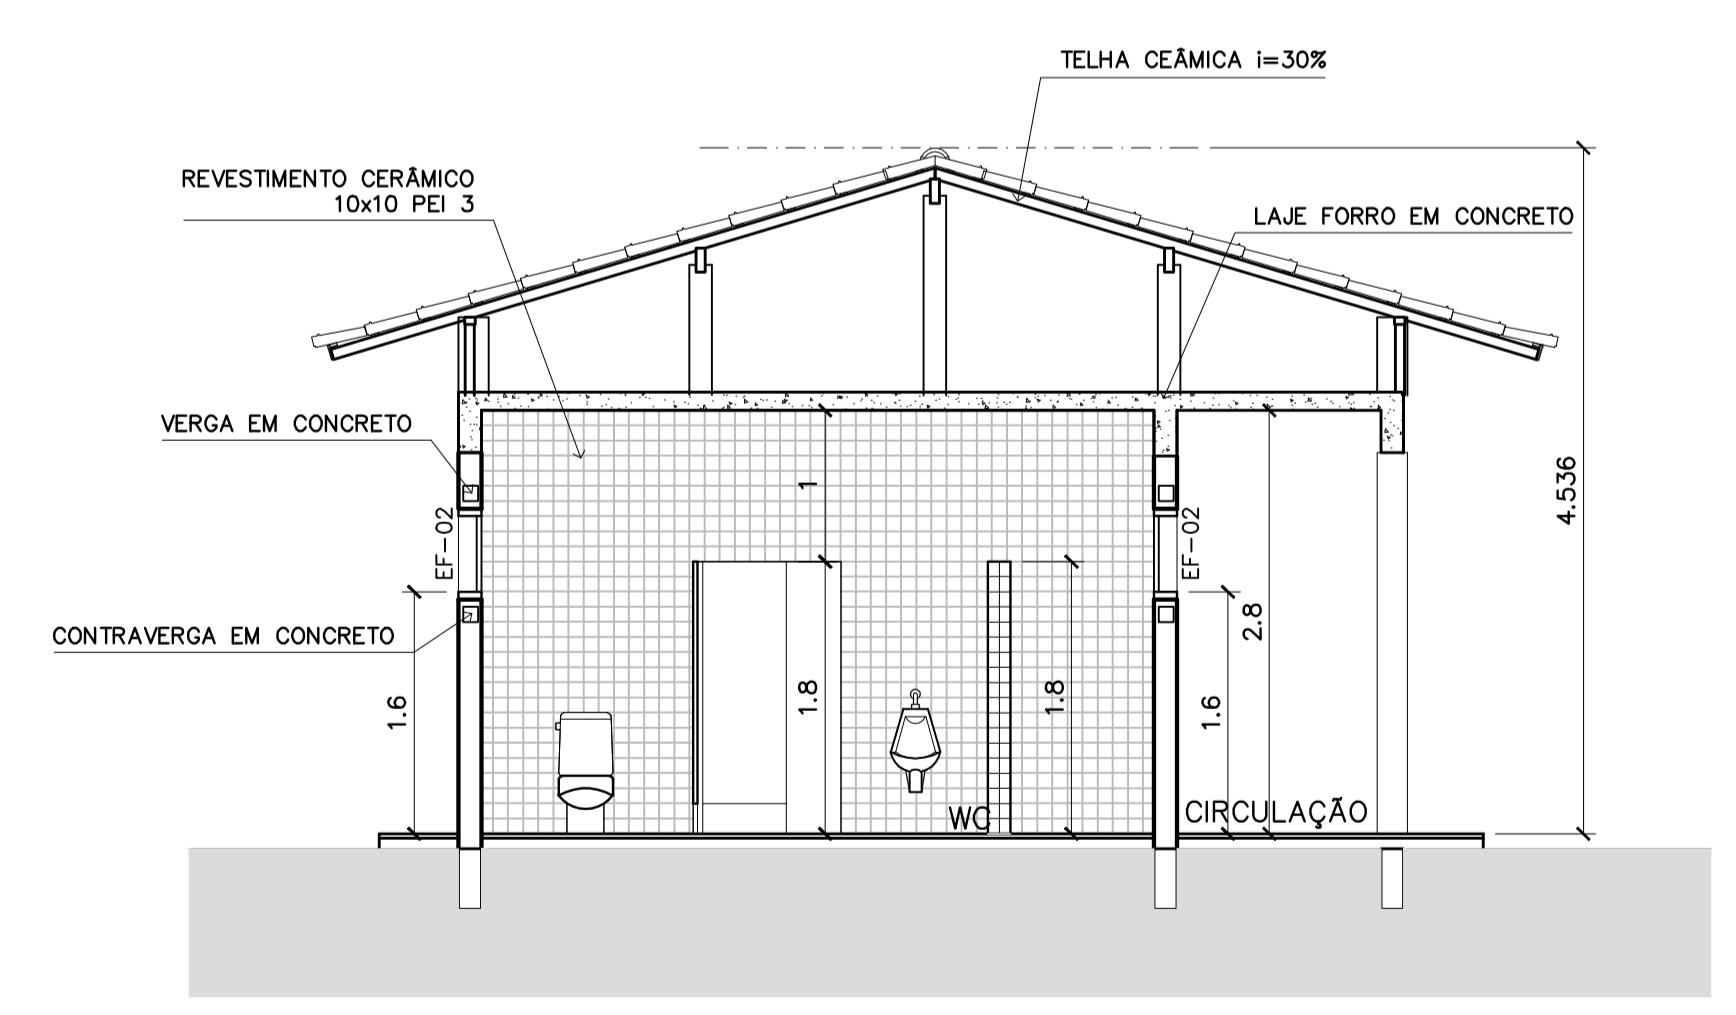 TELHA CEÂMICA i=30%
REVESTIMENTO CERÂMICO
10x10 PEI 3
LAJE FORRO EM CONCRETO
VERGA EM CONCRETO
1
4.536
EF-02
EF-02
2.8
CONTRAVERGA EM CONCRETO
1.6
1.8
1.8
1.6
WC
CIRCULAÇÃO